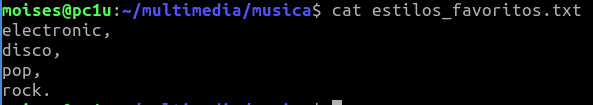 moises@pc1u:~/multimedia/musica$ cat estilos_favoritos.txt
electronic,
disco,
pop,
rock.